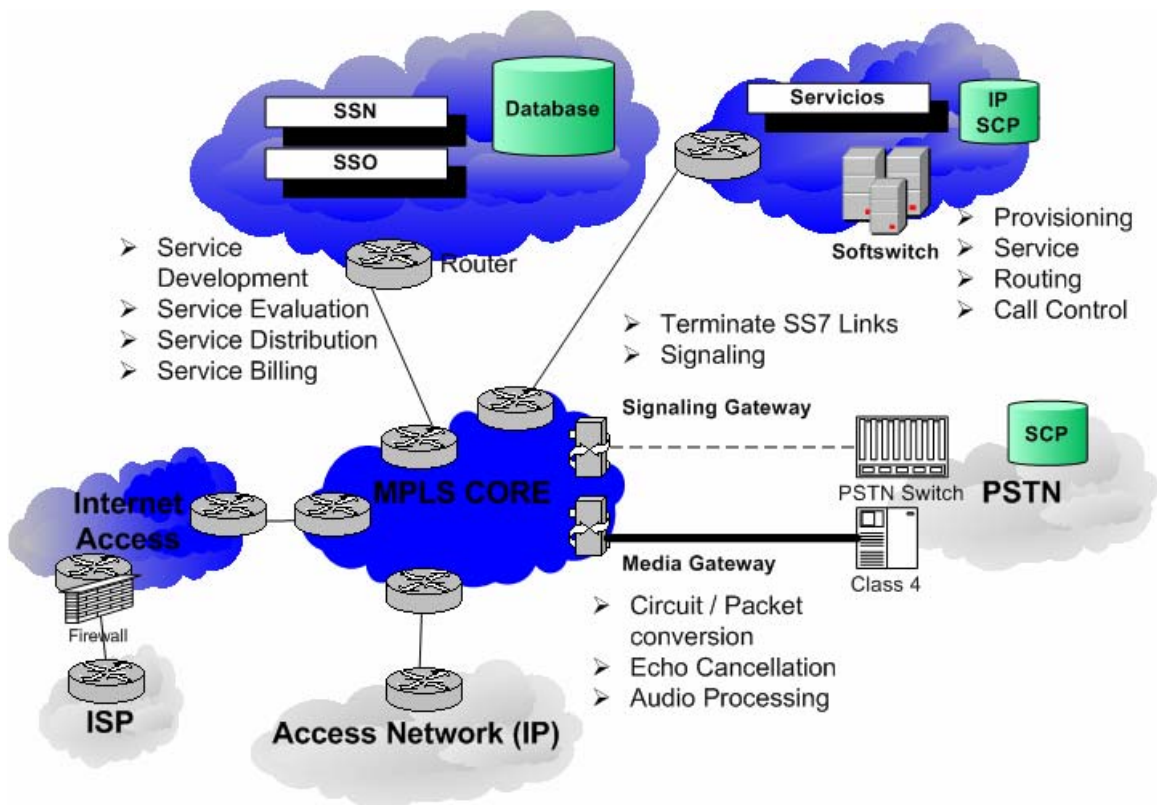 SSN
SSO
Database
Servicios
IP
SCP
Softswitch
➢ Provisioning
➢ Service
➢ Routing
➢ Call Control
Router
➢ Service
Development
➢ Service Evaluation
➢ Service Distribution
➢ Service Billing
➢ Terminate SS7 Links
➢ Signaling
Signaling Gateway
SCP
PSTN Switch
PSTN
MPLS CORE
Internet
Access
Media Gateway
Class 4
➢ Circuit / Packet
conversion
➢ Echo Cancellation
➢ Audio Processing
Firewall
ISP
Access Network (IP)